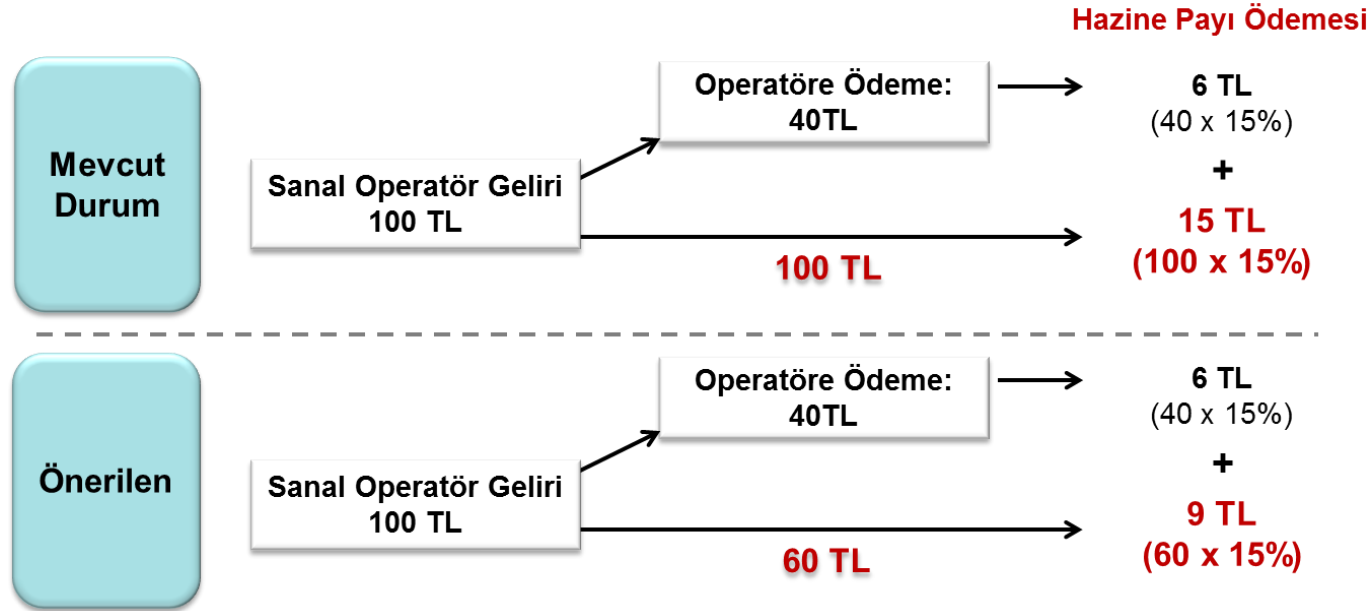 Hazine Payı Ödemesi
Mevcut
Durum
Sanal Operatör Geliri
100 TL
Operatöre Ödeme:
40TL
100 TL
6 TL
(40 x 15%)
+
15 TL
(100 x 15%)
Önerilen
Sanal Operatör Geliri
100 TL
Operatöre Ödeme:
40TL
60 TL
6 TL
(40 x 15%)
+
9 TL
(60 x 15%)